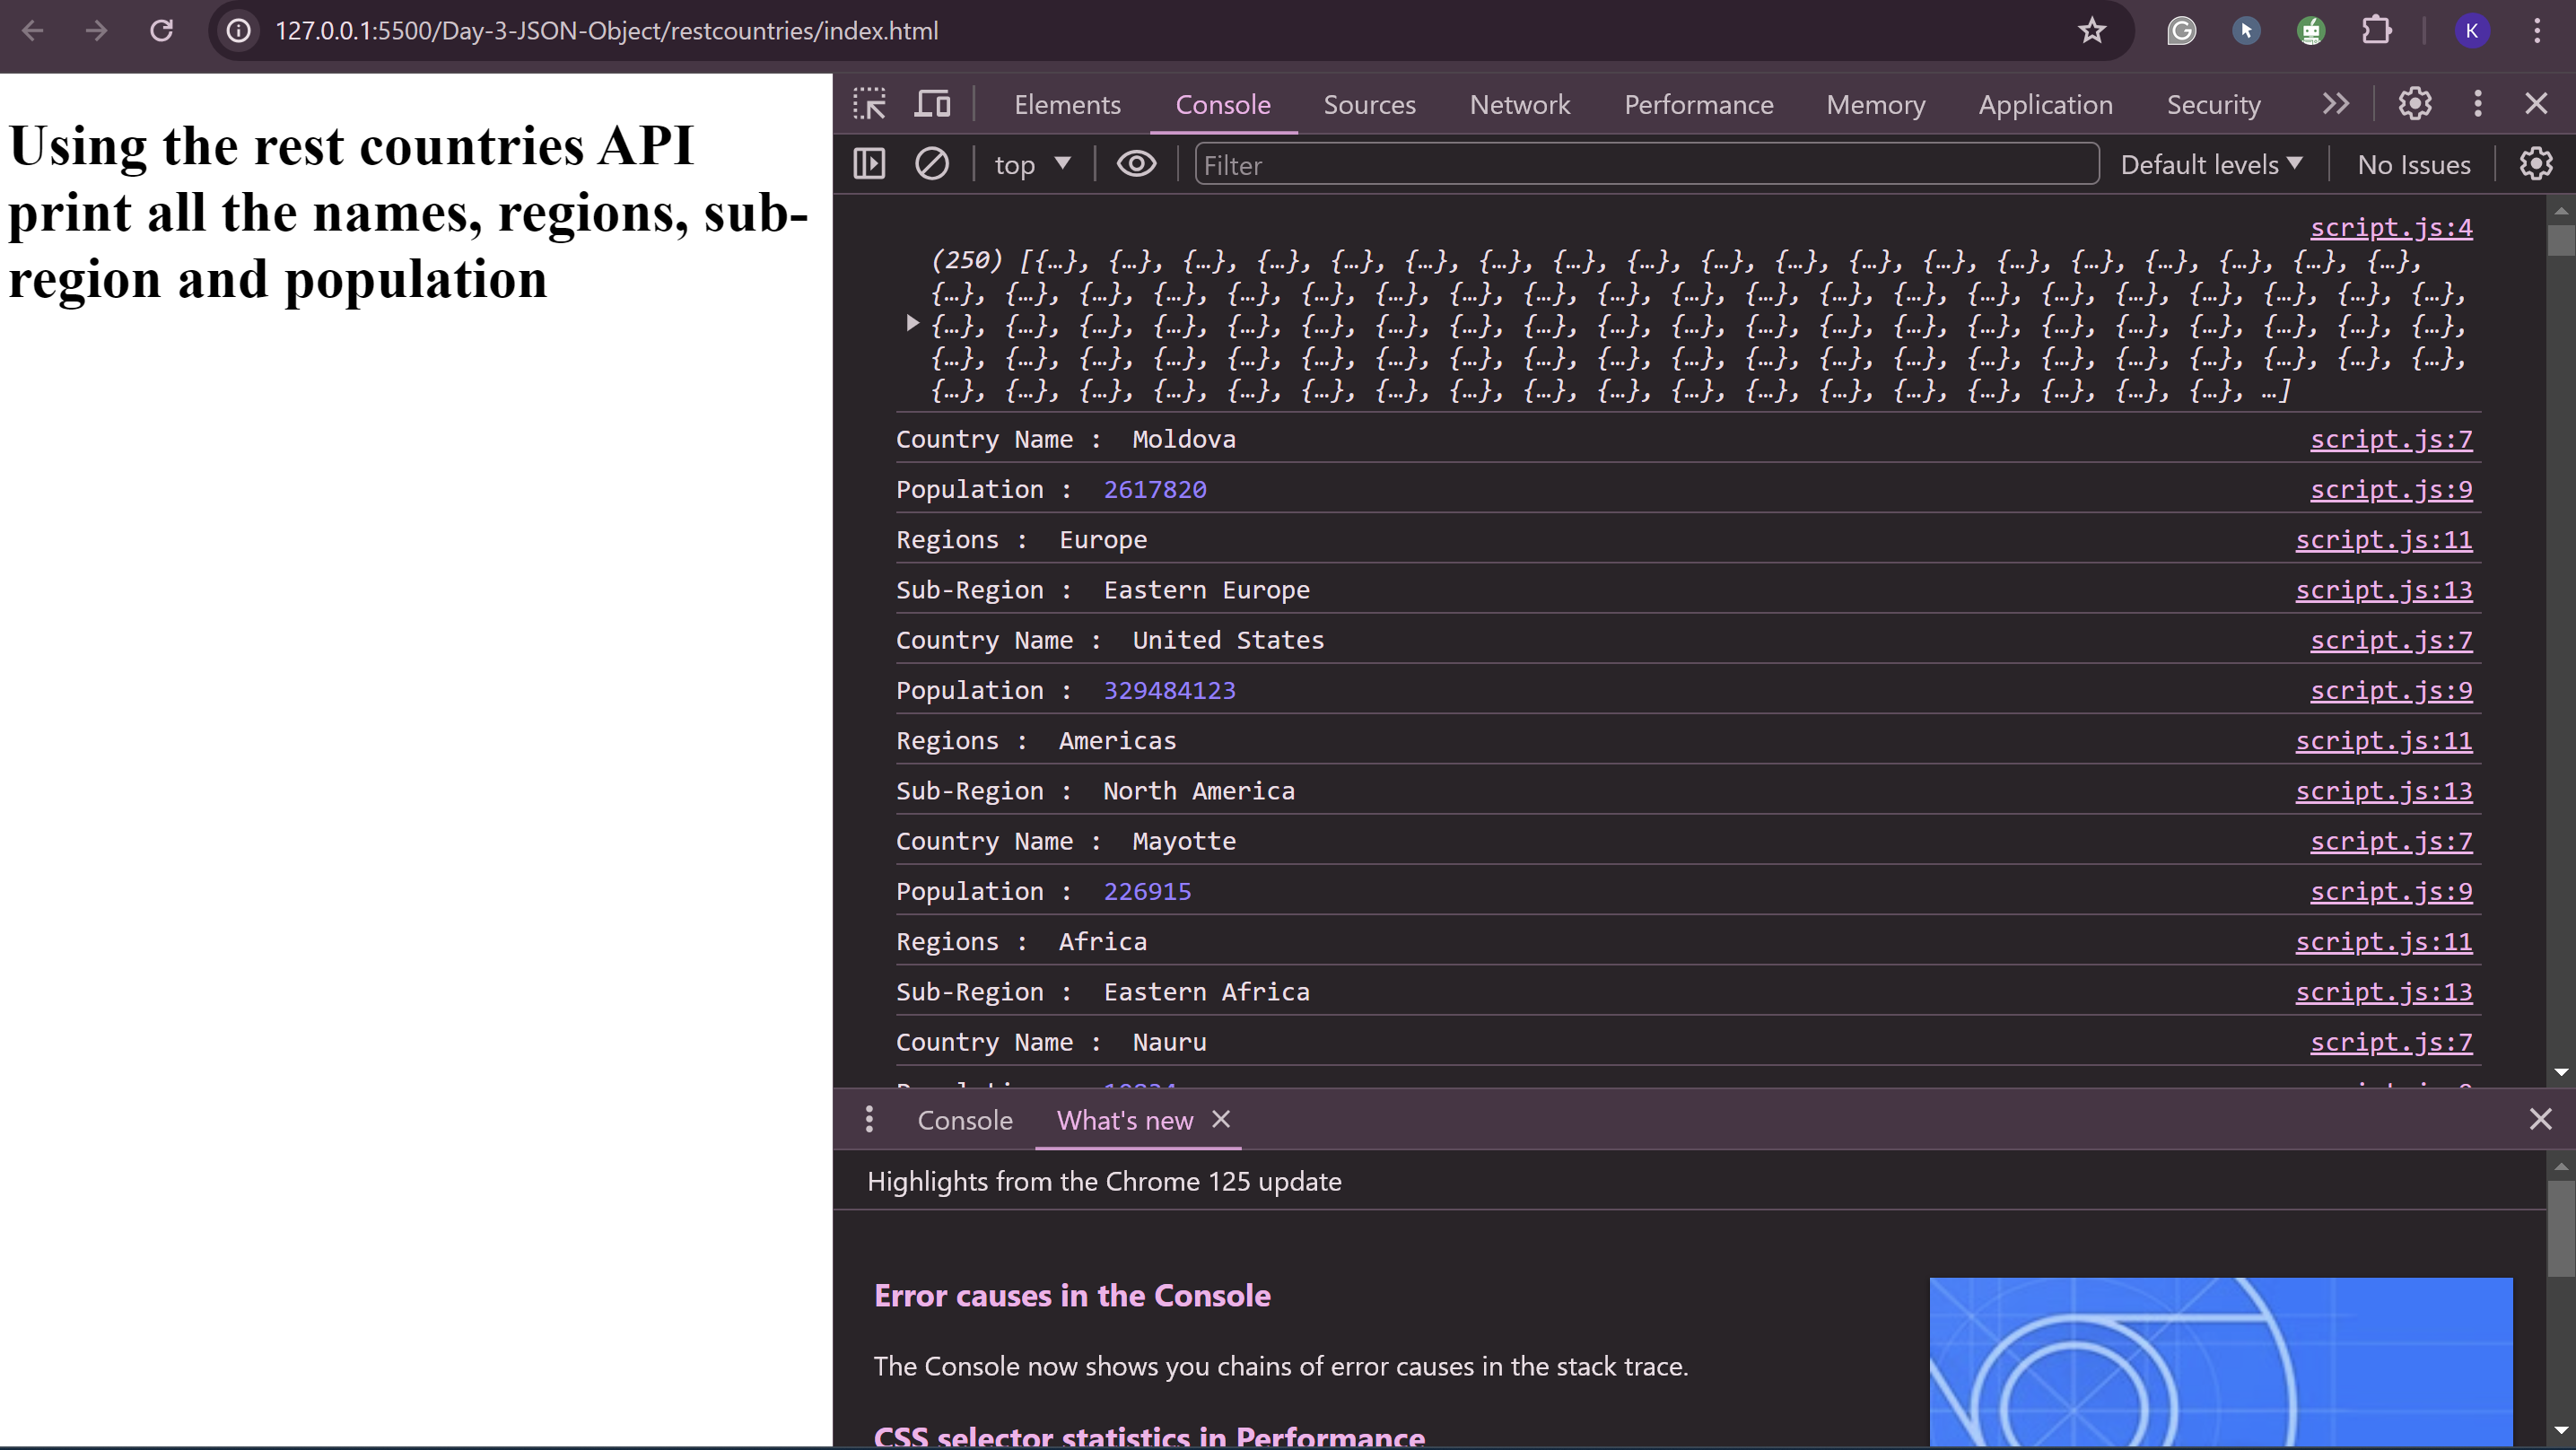 127.0.0.1:5500/Day-3-JSON-Object/restcountries/index.html
K
Using the rest countries API
print all the names, regions, sub-
region and population
Elements Console Sources Network Performance Memory Application Security
top Filter Default levels No Issues
script.js:4
(250) [{…}, {…}, {…}, {…}, {…}, {…}, {…}, {…}, {…}, {…}, {…}, {…}, {…}, {…}, {…}, {…}, {…}, {…}, {…},
{…}, {…}, {…}, {…}, {…}, {…}, {…}, {…}, {…}, {…}, {…}, {…}, {…}, {…}, {…}, {…}, {…}, {…}, {…}, {…}, {…},
{…}, {…}, {…}, {…}, {…}, {…}, {…}, {…}, {…}, {…}, {…}, {…}, {…}, {…}, {…}, {…}, {…}, {…}, {…}, {…}, {…},
{…}, {…}, {…}, {…}, {…}, {…}, {…}, {…}, {…}, {…}, {…}, {…}, {…}, {…}, {…}, {…}, {…}, {…}, {…}, {…}, {…},
{…}, {…}, {…}, {…}, {…}, {…}, {…}, {…}, {…}, {…}, {…}, {…}, {…}, {…}, {…}, {…}, {…}, {…}, …]
Country Name : Moldova script.js:7
Population : 2617820 script.js:9
Regions : Europe script.js:11
Sub-Region : Eastern Europe script.js:13
Country Name : United States script.js:7
Population : 329484123 script.js:9
Regions : Americas script.js:11
Sub-Region : North America script.js:13
Country Name : Mayotte script.js:7
Population : 226915 script.js:9
Regions : Africa script.js:11
Sub-Region : Eastern Africa script.js:13
Country Name : Nauru script.js:7
Console What's new
Highlights from the Chrome 125 update
Error causes in the Console
The Console now shows you chains of error causes in the stack trace.
CSS selector statistics in Performance